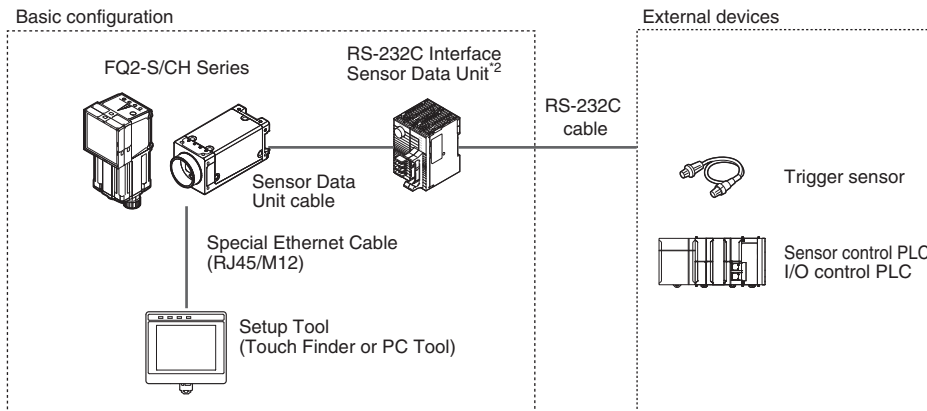 Basic configuration
External devices
FQ2-S/CH Series
RS-232C Interface
Sensor Data Unit*2
RS-232C
cable
Sensor Data
Unit cable
Trigger sensor
Special Ethernet Cable
(RJ45/M12)
Sensor control PLC
I/O control PLC
Setup Tool
(Touch Finder or PC Tool)